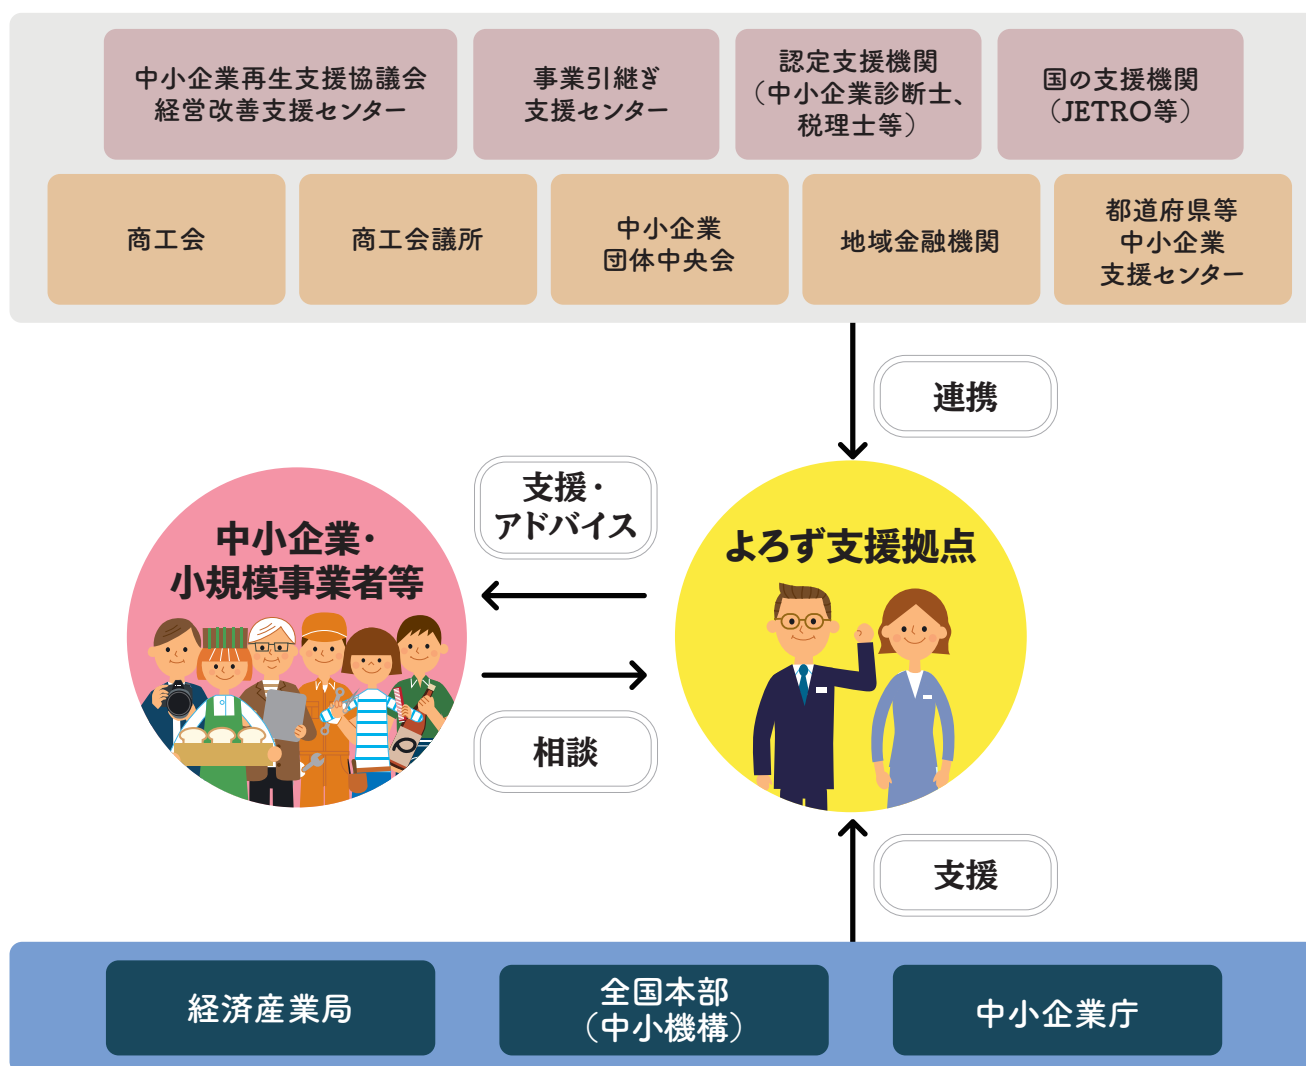 中小企業再生支援協議会
経営改善支援センター
事業引継ぎ
支援センター
認定支援機関
（中小企業診断士、
税理士等）
国の支援機関
（JETRO等）
商工会
商工会議所
中小企業
団体中央会
地域金融機関
都道府県等
中小企業
支援センター
連携
支援・
アドバイス
中小企業・
小規模事業者等
よろず支援拠点
相談
支援
経済産業局
全国本部
（中小機構）
中小企業庁